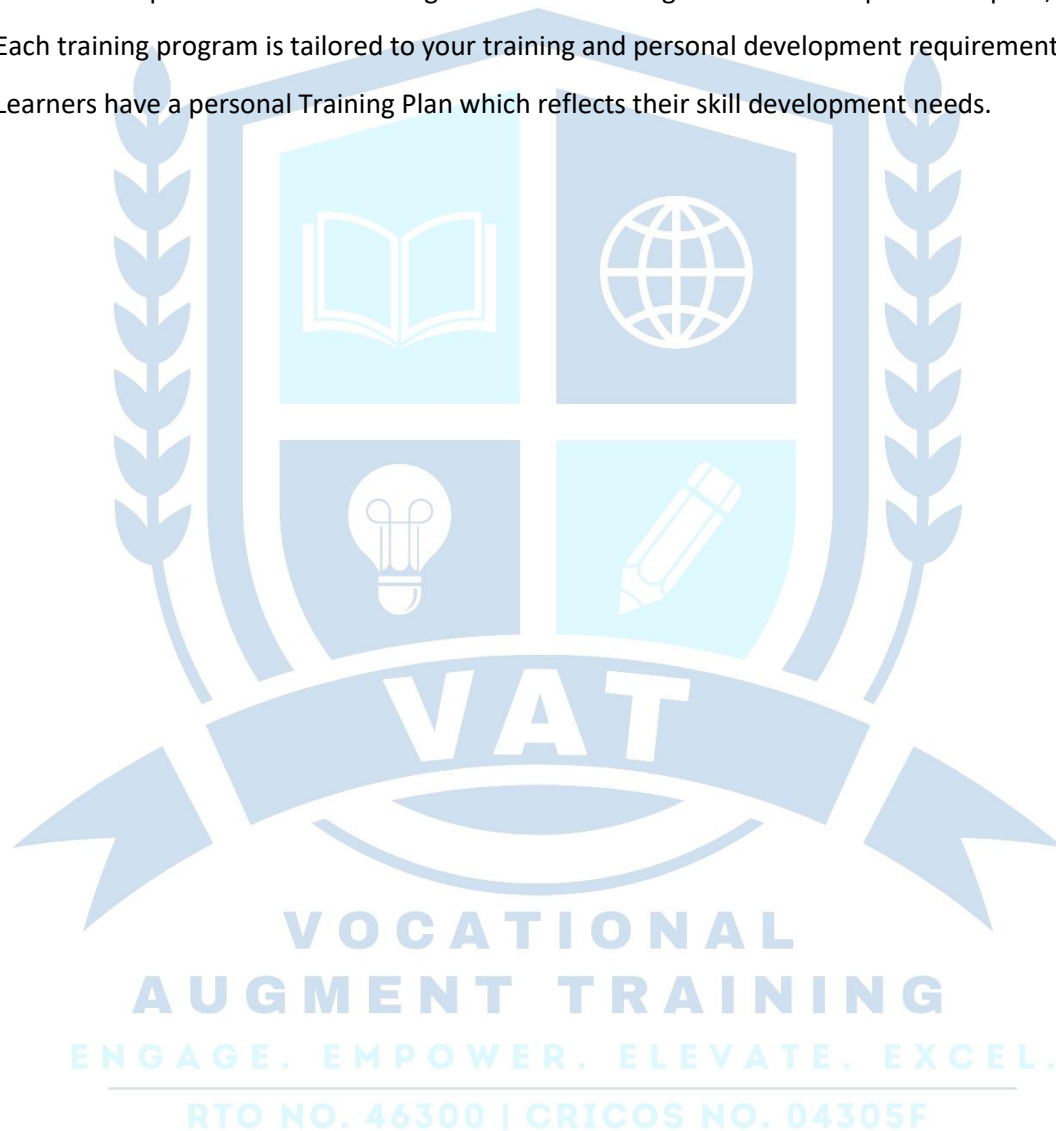 Each training program is tailored to your training and personal development requirement
Learners have a personal Training Plan which reflects their skill development needs.
VAT
VOCATIONAL
AUGMENT TRAINING
ENGAGE. EMPOWER. ELEVATE. EXCEL.
RTO NO. 46300 | CRICOS NO. 04305F